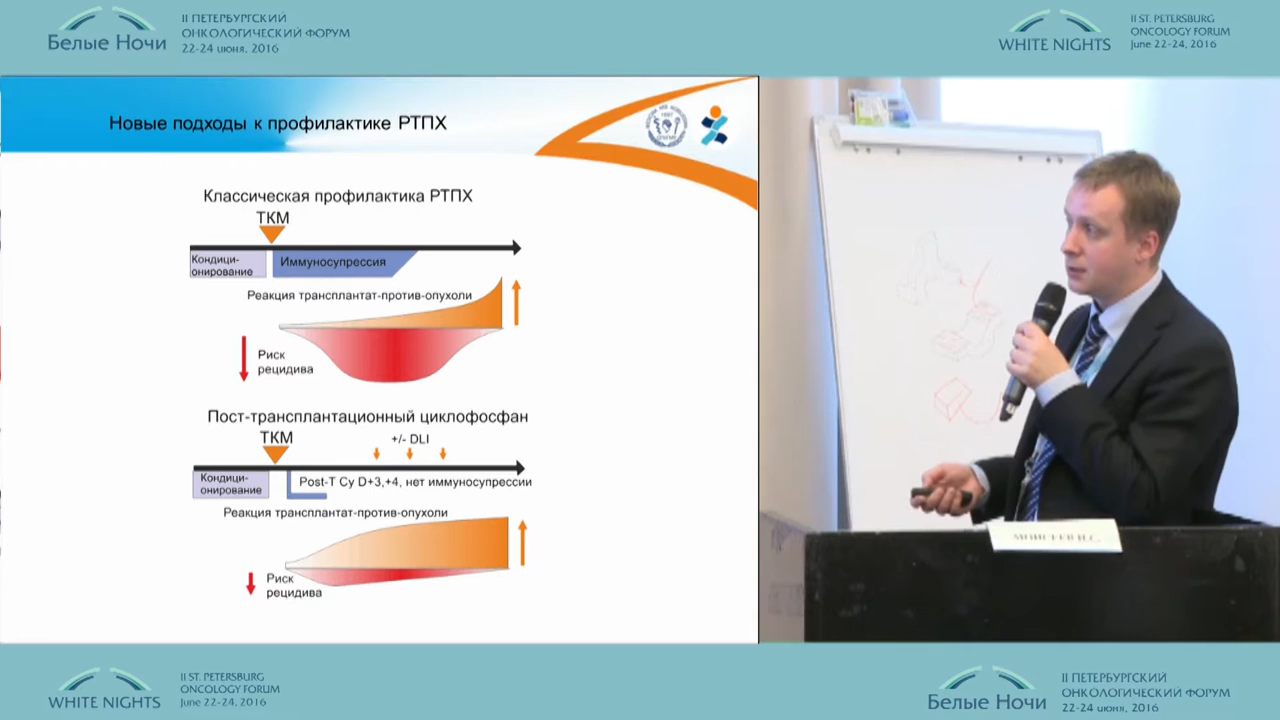 II ПЕТЕРБУРГСКИЙ
ОНКОЛОГИЧЕСКИЙ ФОРУМ
22-24 июня, 2016
Белые Ночи
II ST. PETERSBURG
ONCOLOGY FORUM
June 22-24, 2016
WHITE NIGHTS
Новые подходы к профилактике РТПХ
Классическая профилактика РТПХ
ТКМ
Кондици-
онирование
Иммуносупрессия
Реакция трансплантат-против-опухоли
Риск
рецидива
Пост-трансплантационный циклофосфан
ТКМ
+/- DLI
Кондици-
онирование
Post-T Cy D+3,+4, нет иммуносупрессии
Реакция трансплантат-против-опухоли
Риск
рецидива
II ST. PETERSBURG
ONCOLOGY FORUM
June 22-24, 2016
WHITE NIGHTS
II ПЕТЕРБУРГСКИЙ
ОНКОЛОГИЧЕСКИЙ ФОРУМ
22-24 июня, 2016
Белые Ночи